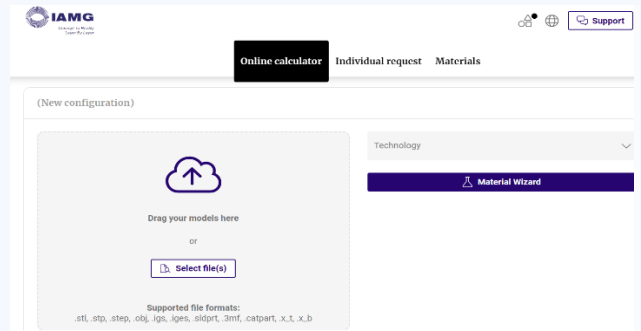 IAMG
Support
Online calculator
Individual request
Materials
(New configuration)
Technology
Material Wizard
Drag your models here
or
Select file(s)
Supported file formats:
.stl, .stp, .step, .obj, .igs, .iges, .sldprt, .3mf, .catpart, .x_t, .x_b